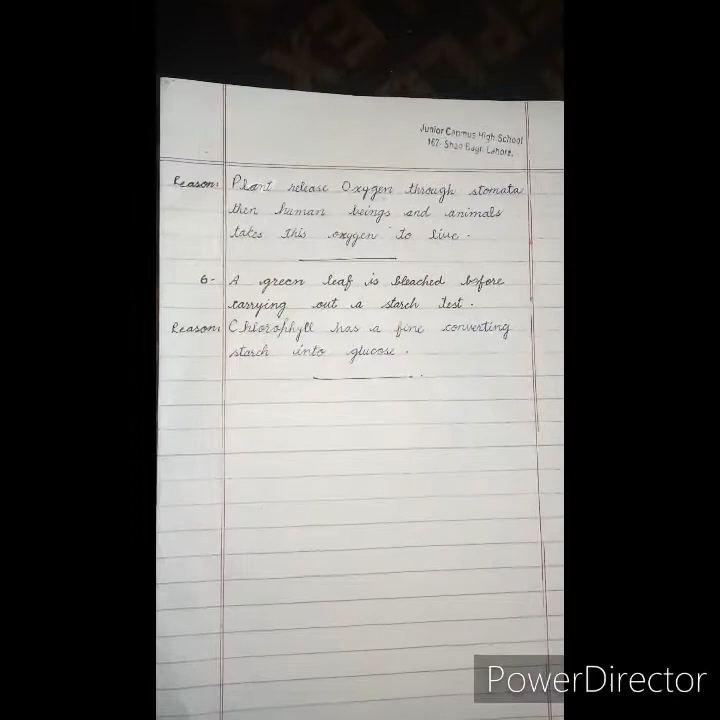 Junior Capmus High School
167- Shad Bagh Lahore.
Reason: Plant release Oxygen through stomata
then human beings and animals
takes this oxygen to live.
6- A green leaf is bleached before
carrying out a starch test.
Reason: Chlorophyll has a fine converting
starch into glucose.
PowerDirector